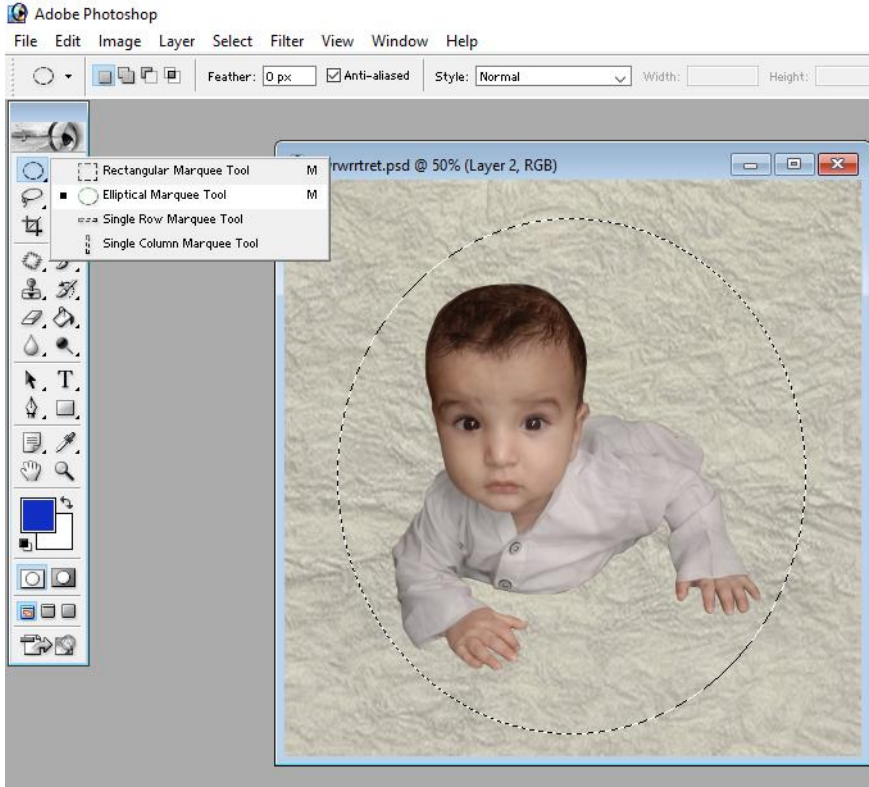 Adobe Photoshop
File Edit Image Layer Select Filter View Window Help
Feather: 0 px Anti-aliased Style: Normal Width: Height:
Rectangular Marquee Tool M
rwrrtret.psd @ 50% (Layer 2, RGB)
Elliptical Marquee Tool M
Single Row Marquee Tool
Single Column Marquee Tool
T